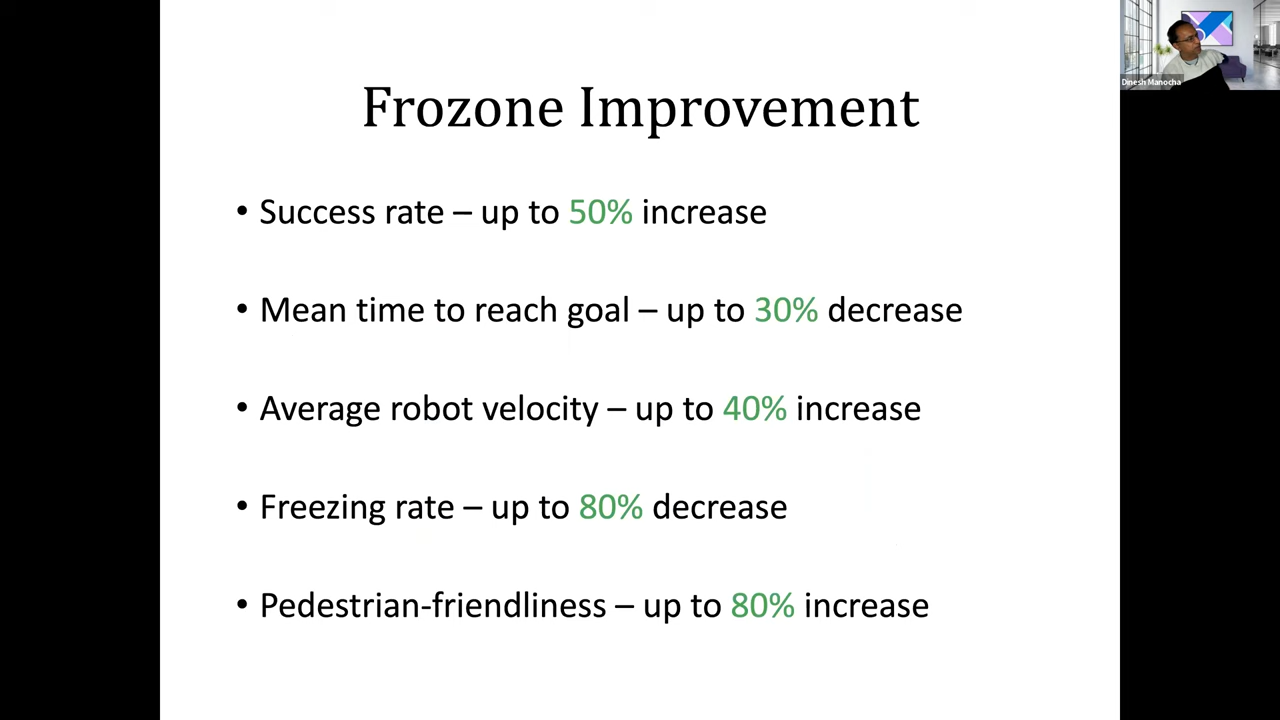 Frozone Improvement
• Success rate – up to 50% increase
• Mean time to reach goal – up to 30% decrease
• Average robot velocity – up to 40% increase
• Freezing rate – up to 80% decrease
• Pedestrian-friendliness – up to 80% increase
Dinesh Manocha